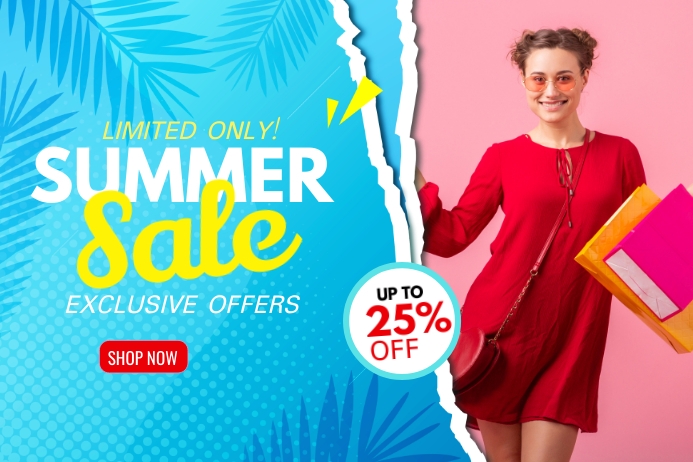 LIMITED ONLY!
SUMMER
Sale
EXCLUSIVE OFFERS
SHOP NOW
UP TO
25%
OFF